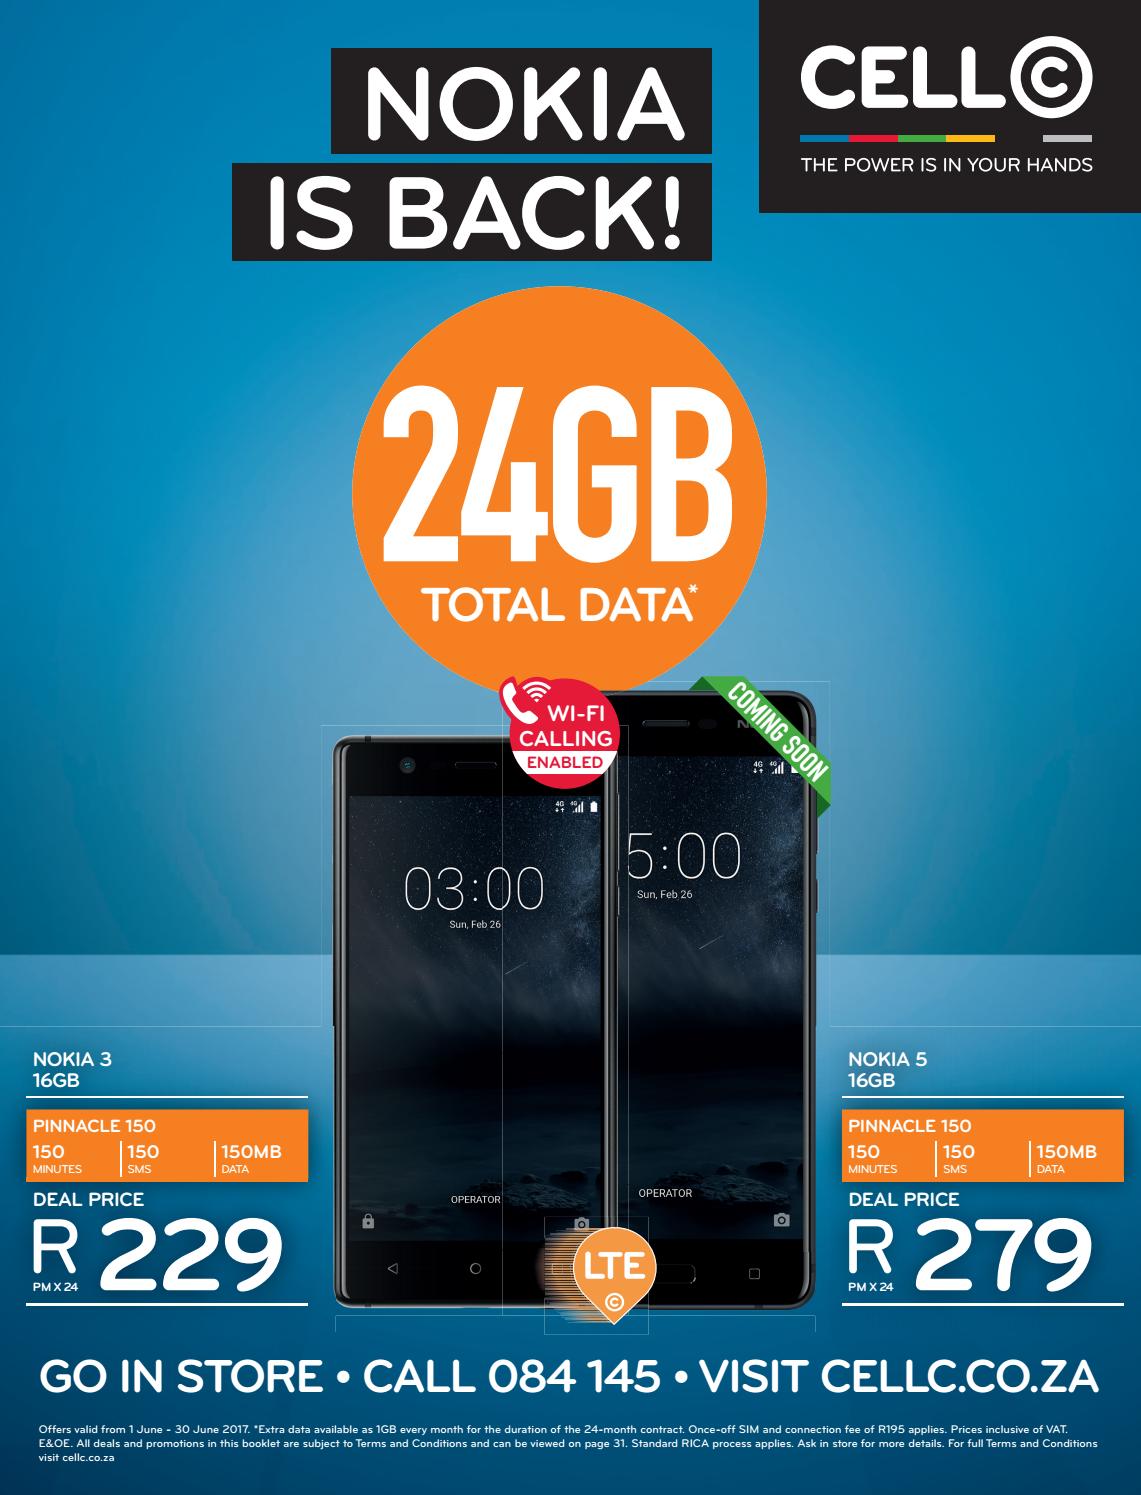 NOKIA
IS BACK!
CELL C
THE POWER IS IN YOUR HANDS
24GB
TOTAL DATA*
WI-FI
CALLING
ENABLED
COMING SOON
4G 4G
03:00
Sun, Feb 26
OPERATOR
4G 4G
5:00
Sun, Feb 26
OPERATOR
LTE
©
NOKIA 3
16GB
PINNACLE 150
150 150 150MB
MINUTES SMS DATA
DEAL PRICE
R 229
PM X 24
NOKIA 5
16GB
PINNACLE 150
150 150 150MB
MINUTES SMS DATA
DEAL PRICE
R 279
PM X 24
GO IN STORE • CALL 084 145 • VISIT CELLC.CO.ZA
Offers valid from 1 June - 30 June 2017. *Extra data available as 1GB every month for the duration of the 24-month contract. Once-off SIM and connection fee of R195 applies. Prices inclusive of VAT.
E&OE. All deals and promotions in this booklet are subject to Terms and Conditions and can be viewed on page 31. Standard RICA process applies. Ask in store for more details. For full Terms and Conditions
visit cellc.co.za